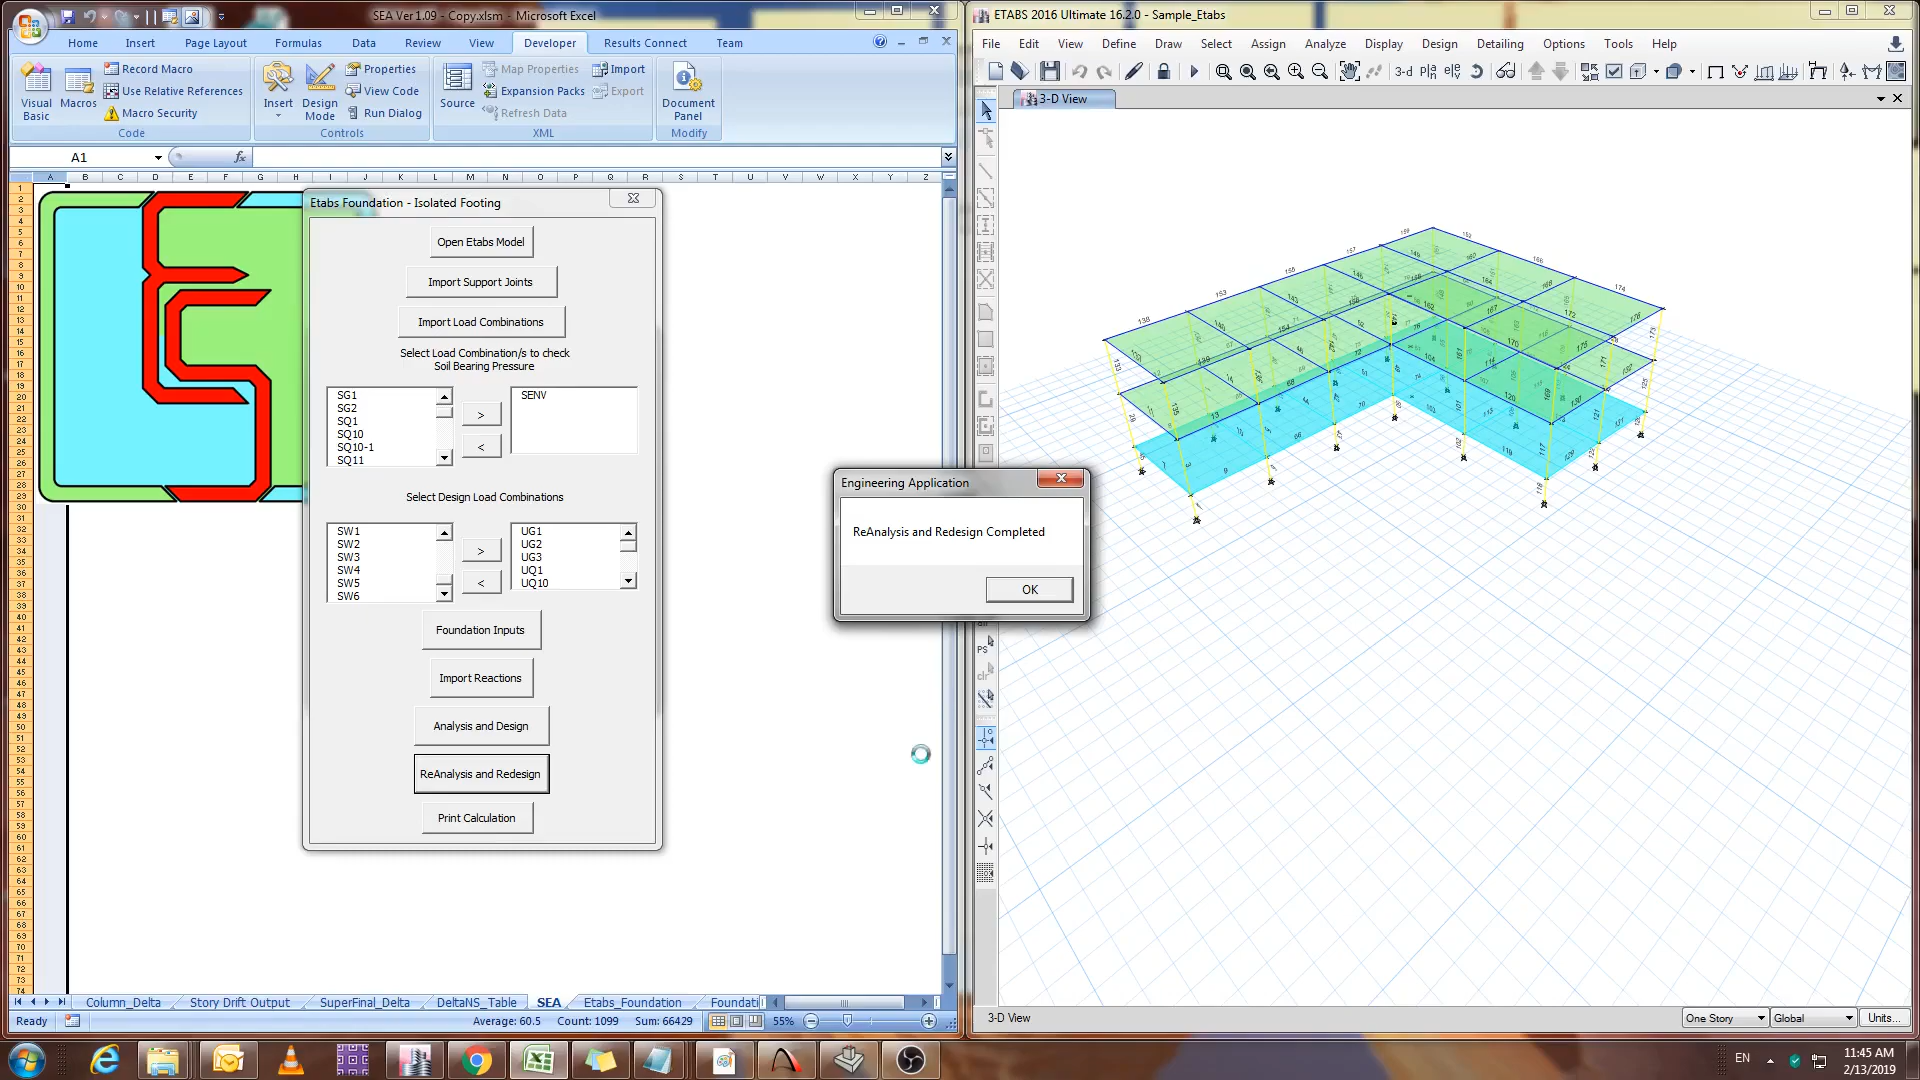 SEA Ver1.09 - Copy.xlsm - Microsoft Excel
Home Insert Page Layout Formulas Data Review View Developer Results Connect Team
Visual Basic
Macros
Record Macro
Use Relative References
Macro Security
Code
Insert
Design Mode
Properties
View Code
Run Dialog
Controls
Source
Map Properties
Expansion Packs
Refresh Data
Import
Export
XML
Document Panel
Modify
A1
fx
A B C D E F G H I J K L M N O P Q R S T U V W X Y Z
Etabs Foundation - Isolated Footing
Open Etabs Model
Import Support Joints
Import Load Combinations
Select Load Combination/s to check
Soil Bearing Pressure
SG1
SG2
SQ1
SQ10
SQ10-1
SQ11
>
<
SENV
Select Design Load Combinations
SW1
SW2
SW3
SW4
SW5
SW6
>
<
UG1
UG2
UG3
UQ1
UQ10
Foundation Inputs
Import Reactions
Analysis and Design
ReAnalysis and Redesign
Print Calculation
Engineering Application
ReAnalysis and Redesign Completed
OK
Column_Delta Story Drift Output SuperFinal_Delta DeltaNS_Table SEA Etabs_Foundation Foundati
Ready
Average: 60.5 Count: 1099 Sum: 66429
55%
ETABS 2016 Ultimate 16.2.0 - Sample_Etabs
File Edit View Define Draw Select Assign Analyze Display Design Detailing Options Tools Help
3-d
3-D View
PS
clr
3-D View
One Story
Global
Units...
EN
11:45 AM
2/13/2019